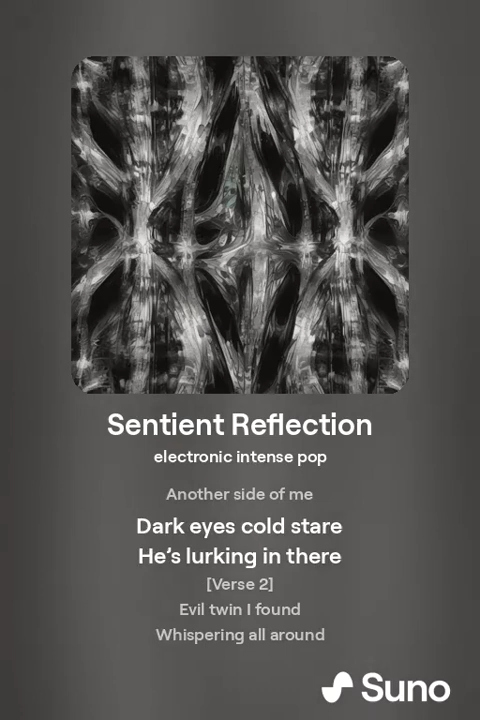 Sentient Reflection
electronic intense pop
Another side of me
Dark eyes cold stare
He’s lurking in there
[Verse 2]
Evil twin I found
Whispering all around
Suno